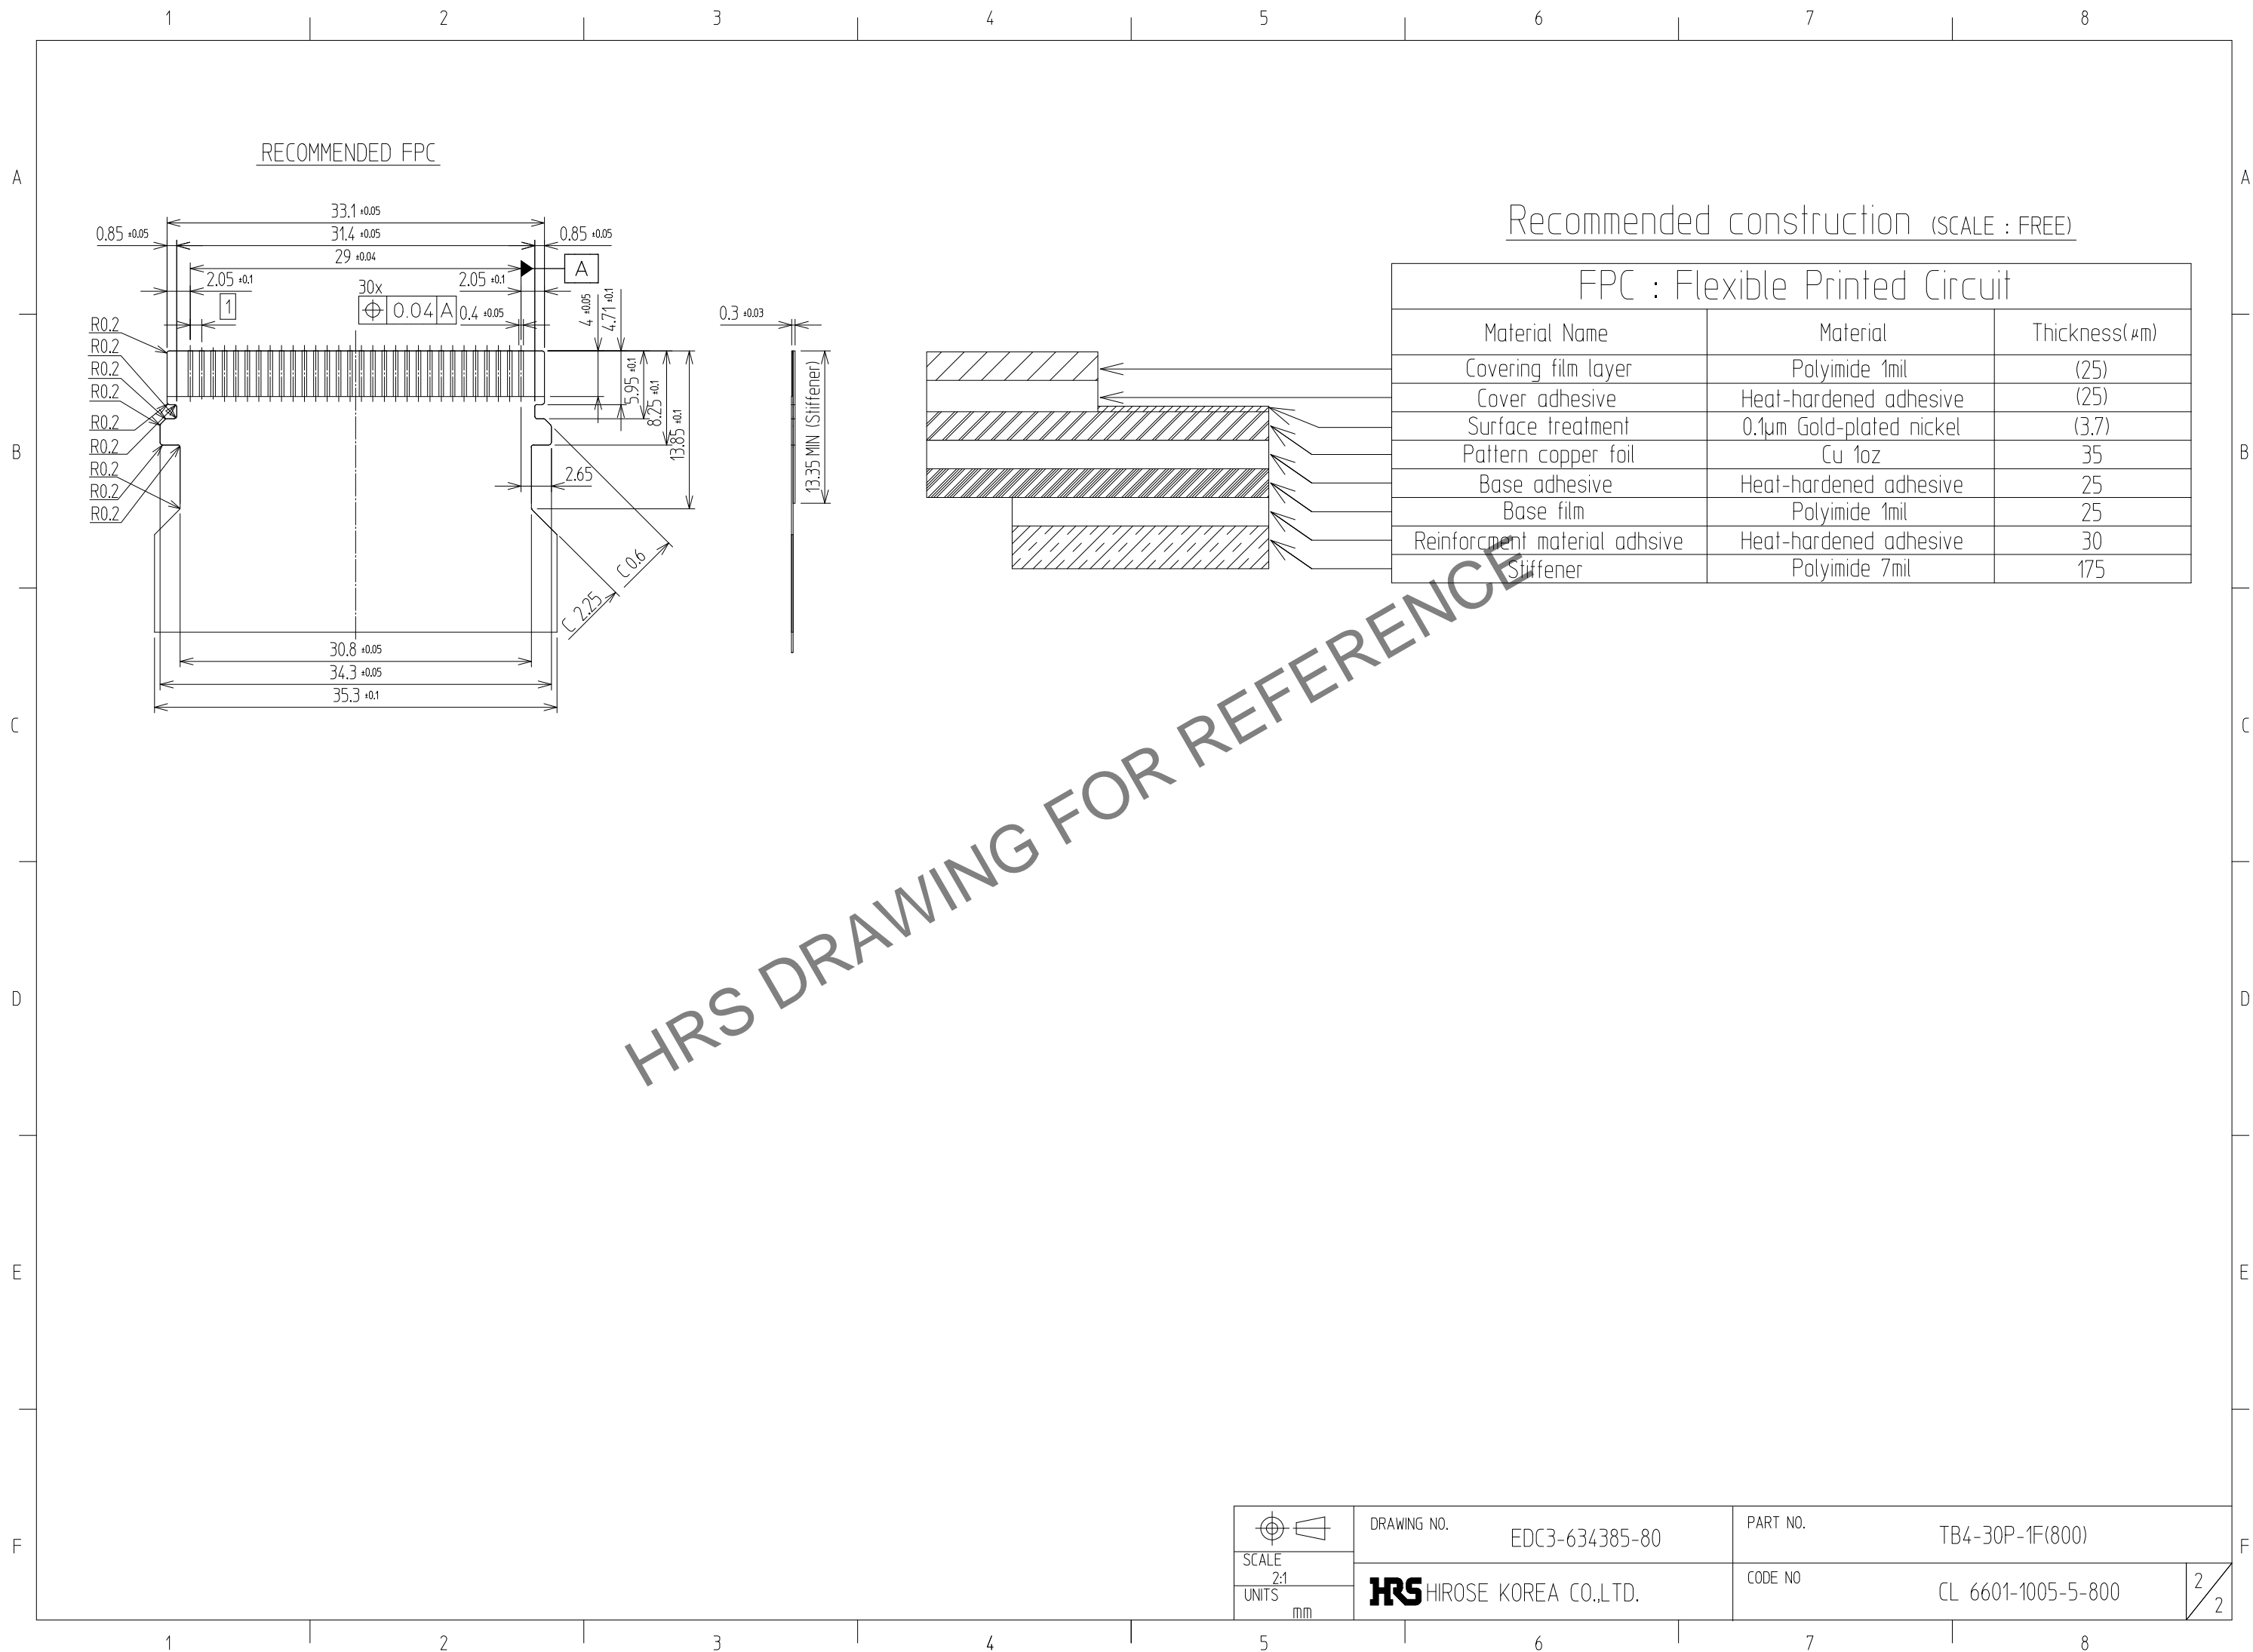 1 2 3 4 5 6 7 8
A A
B B
C C
D D
E E
F F
RECOMMENDED FPC
33.1 ±0.05
0.85 ±0.05 31.4 ±0.05 0.85 ±0.05
29 ±0.04 A
2.05 ±0.1 2.05 ±0.1
30x
1 0.04 A 0.4 ±0.05
4 ±0.05
4.71 ±0.1
5.95 ±0.1
8.25 ±0.1
13.85 ±0.1
R0.2
R0.2
R0.2
R0.2
R0.2
R0.2
R0.2
R0.2
R0.2
2.65
C 0.6
C 2.25
30.8 ±0.05
34.3 ±0.05
35.3 ±0.1
0.3 ±0.03
13.35 MIN (Stiffener)
Recommended construction (SCALE : FREE)
FPC : Flexible Printed Circuit
Material Name Material Thickness(μm)
Covering film layer Polyimide 1mil (25)
Cover adhesive Heat-hardened adhesive (25)
Surface treatment 0.1μm Gold-plated nickel (3.7)
Pattern copper foil Cu 1oz 35
Base adhesive Heat-hardened adhesive 25
Base film Polyimide 1mil 25
Reinforcment material adhsive Heat-hardened adhesive 30
Stiffener Polyimide 7mil 175
HRS DRAWING FOR REFERENCE
SCALE
2:1
UNITS
mm
DRAWING NO. EDC3-634385-80
PART NO. TB4-30P-1F(800)
HRS HIROSE KOREA CO.,LTD.
CODE NO CL 6601-1005-5-800
2/2
1 2 3 4 5 6 7 8